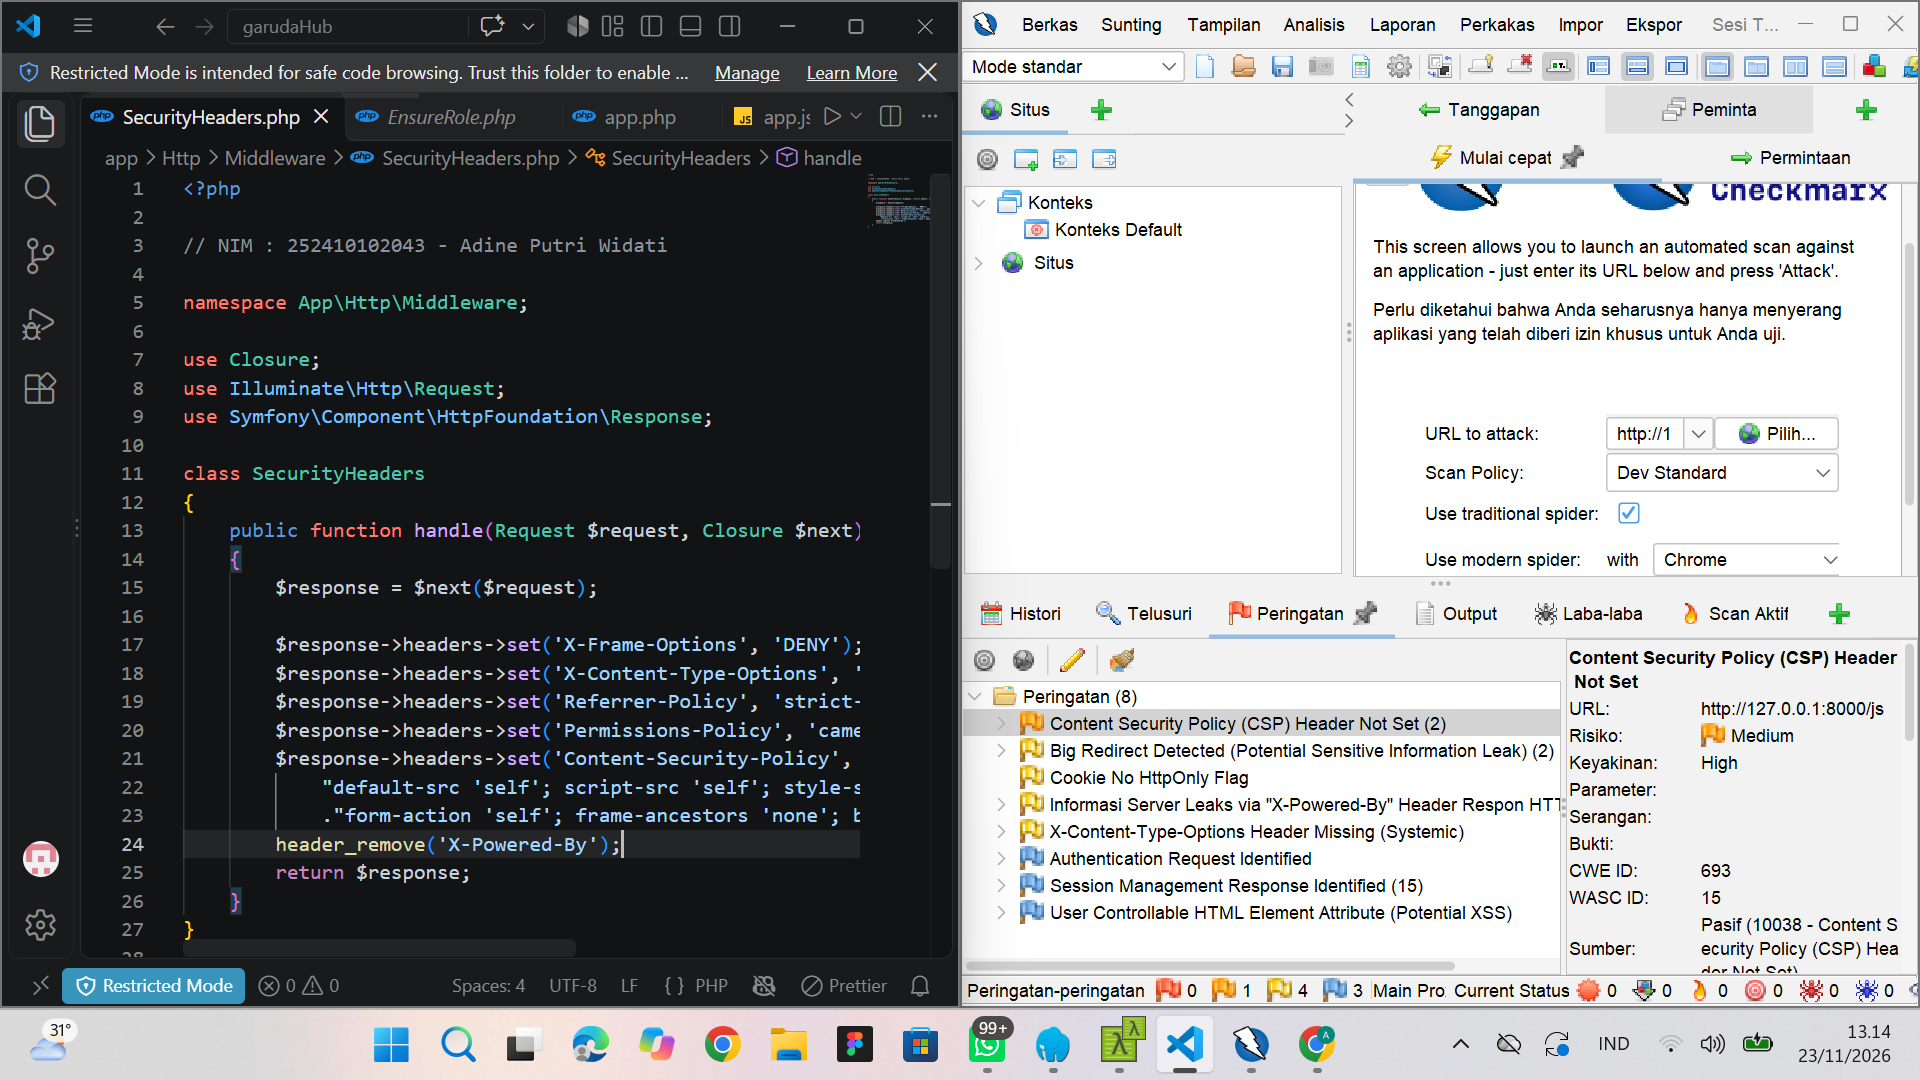 garudaHub
Restricted Mode is intended for safe code browsing. Trust this folder to enable ... Manage Learn More
SecurityHeaders.php EnsureRole.php app.php JS app.js
app > Http > Middleware > SecurityHeaders.php > SecurityHeaders > handle
1 <?php
2
3 // NIM : 252410102043 - Adine Putri Widati
4
5 namespace App\Http\Middleware;
6
7 use Closure;
8 use Illuminate\Http\Request;
9 use Symfony\Component\HttpFoundation\Response;
10
11 class SecurityHeaders
12 {
13 public function handle(Request $request, Closure $next)
14 {
15 $response = $next($request);
16
17 $response->headers->set('X-Frame-Options', 'DENY');
18 $response->headers->set('X-Content-Type-Options', '
19 $response->headers->set('Referrer-Policy', 'strict-
20 $response->headers->set('Permissions-Policy', 'came
21 $response->headers->set('Content-Security-Policy',
22 "default-src 'self'; script-src 'self'; style-s
23 ."form-action 'self'; frame-ancestors 'none'; b
24 header_remove('X-Powered-By');
25 return $response;
26 }
27 }
Restricted Mode 0 0 Spaces: 4 UTF-8 LF { } PHP Prettier
Berkas Sunting Tampilan Analisis Laporan Perkakas Impor Ekspor Sesi T...
Mode standar
Situs
Tanggapan Peminta
Mulai cepat Permintaan
Konteks
Konteks Default
Situs
Checkmarx
This screen allows you to launch an automated scan against
an application - just enter its URL below and press 'Attack'.
Perlu diketahui bahwa Anda seharusnya hanya menyerang
aplikasi yang telah diberi izin khusus untuk Anda uji.
URL to attack: http://1 Pilih...
Scan Policy: Dev Standard
Use traditional spider:
Use modern spider: with Chrome
Histori Telusuri Peringatan Output Laba-laba Scan Aktif
Peringatan (8)
Content Security Policy (CSP) Header Not Set (2)
Big Redirect Detected (Potential Sensitive Information Leak) (2)
Cookie No HttpOnly Flag
Informasi Server Leaks via "X-Powered-By" Header Respon HTT
X-Content-Type-Options Header Missing (Systemic)
Authentication Request Identified
Session Management Response Identified (15)
User Controllable HTML Element Attribute (Potential XSS)
Content Security Policy (CSP) Header
Not Set
URL: http://127.0.0.1:8000/js
Risiko: Medium
Keyakinan: High
Parameter:
Serangan:
Bukti:
CWE ID: 693
WASC ID: 15
Sumber: Pasif (10038 - Content S
ecurity Policy (CSP) Hea
der Not Set)
Peringatan-peringatan 0 1 4 3 Main Pro Current Status 0 0 0 0 0 0
31° 99+ IND 13.14
23/11/2026